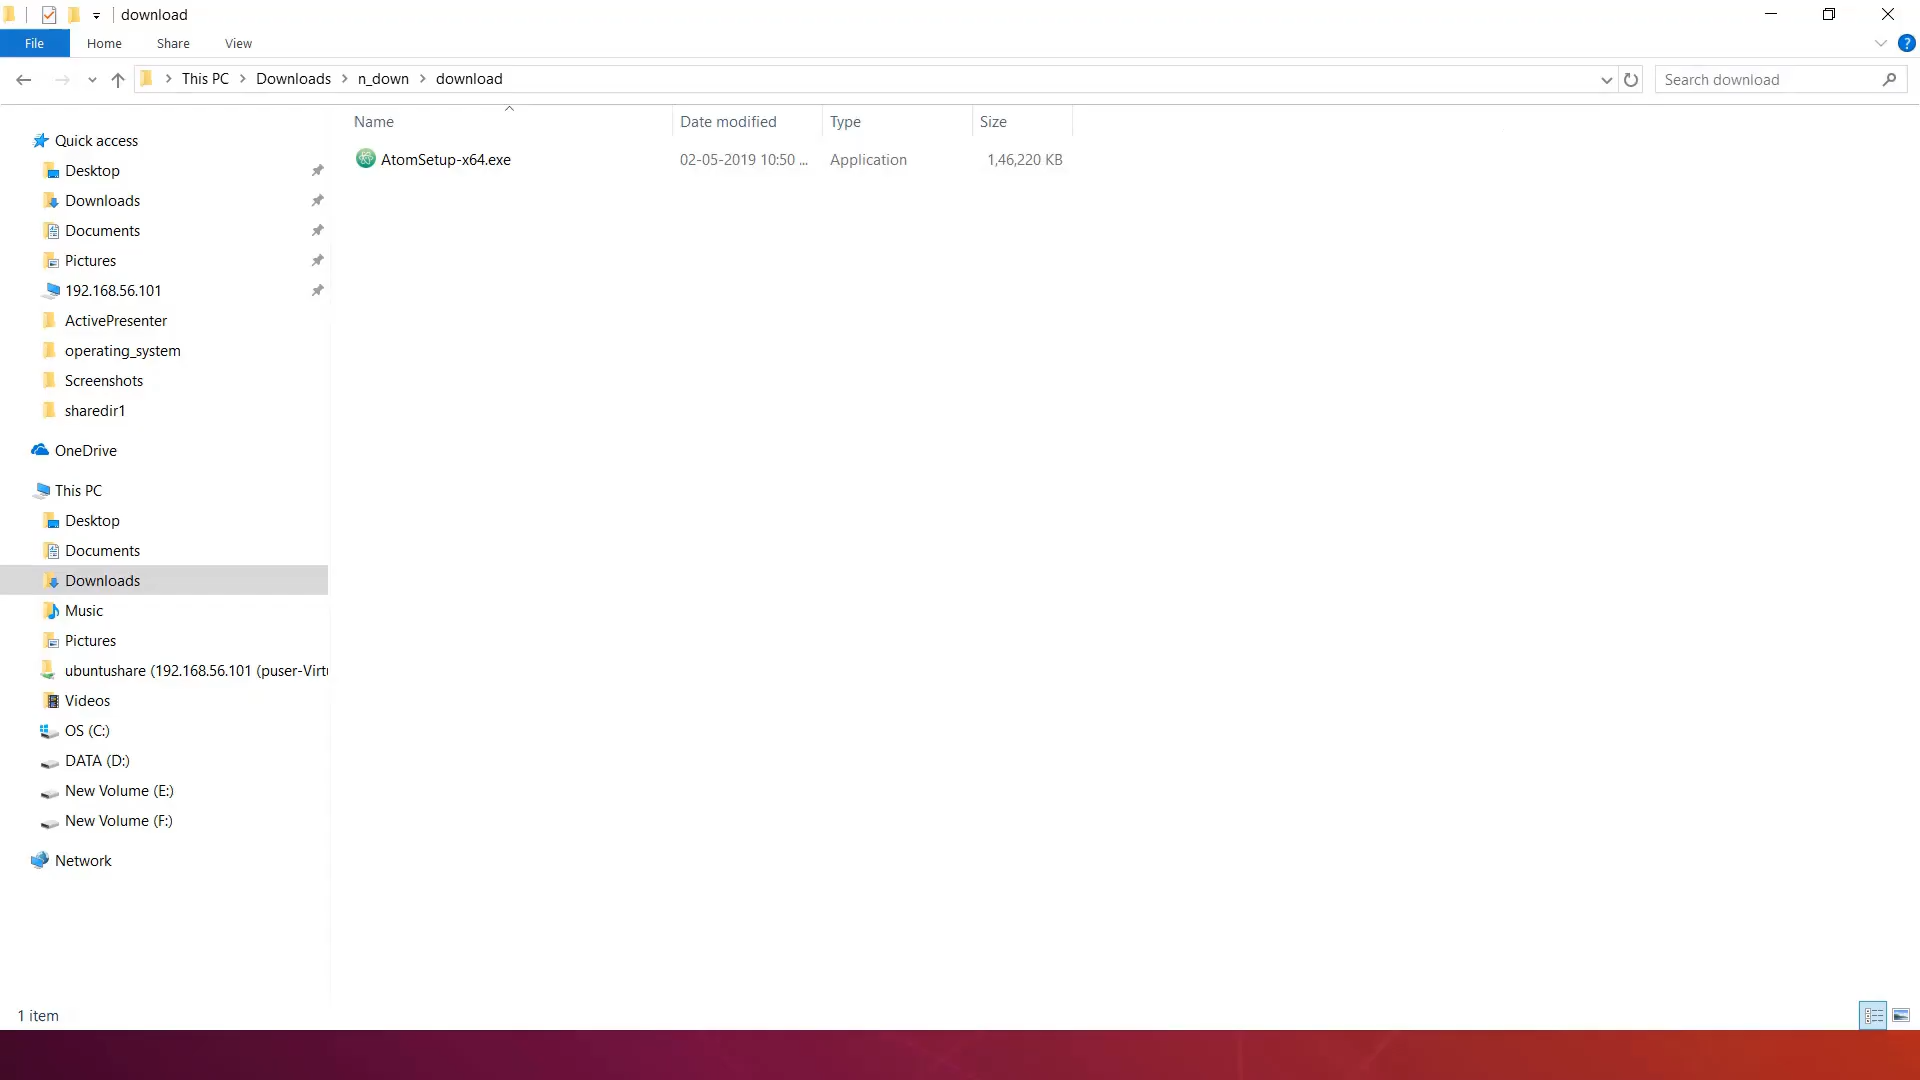 download
File Home Share View
This PC Downloads n_down download
Search download
Name Date modified Type Size
AtomSetup-x64.exe 02-05-2019 10:50 ... Application 1,46,220 KB
Quick access
Desktop
Downloads
Documents
Pictures
192.168.56.101
ActivePresenter
operating_system
Screenshots
sharedir1
OneDrive
This PC
Desktop
Documents
Downloads
Music
Pictures
ubuntushare (192.168.56.101 (puser-Virtu
Videos
OS (C:)
DATA (D:)
New Volume (E:)
New Volume (F:)
Network
1 item